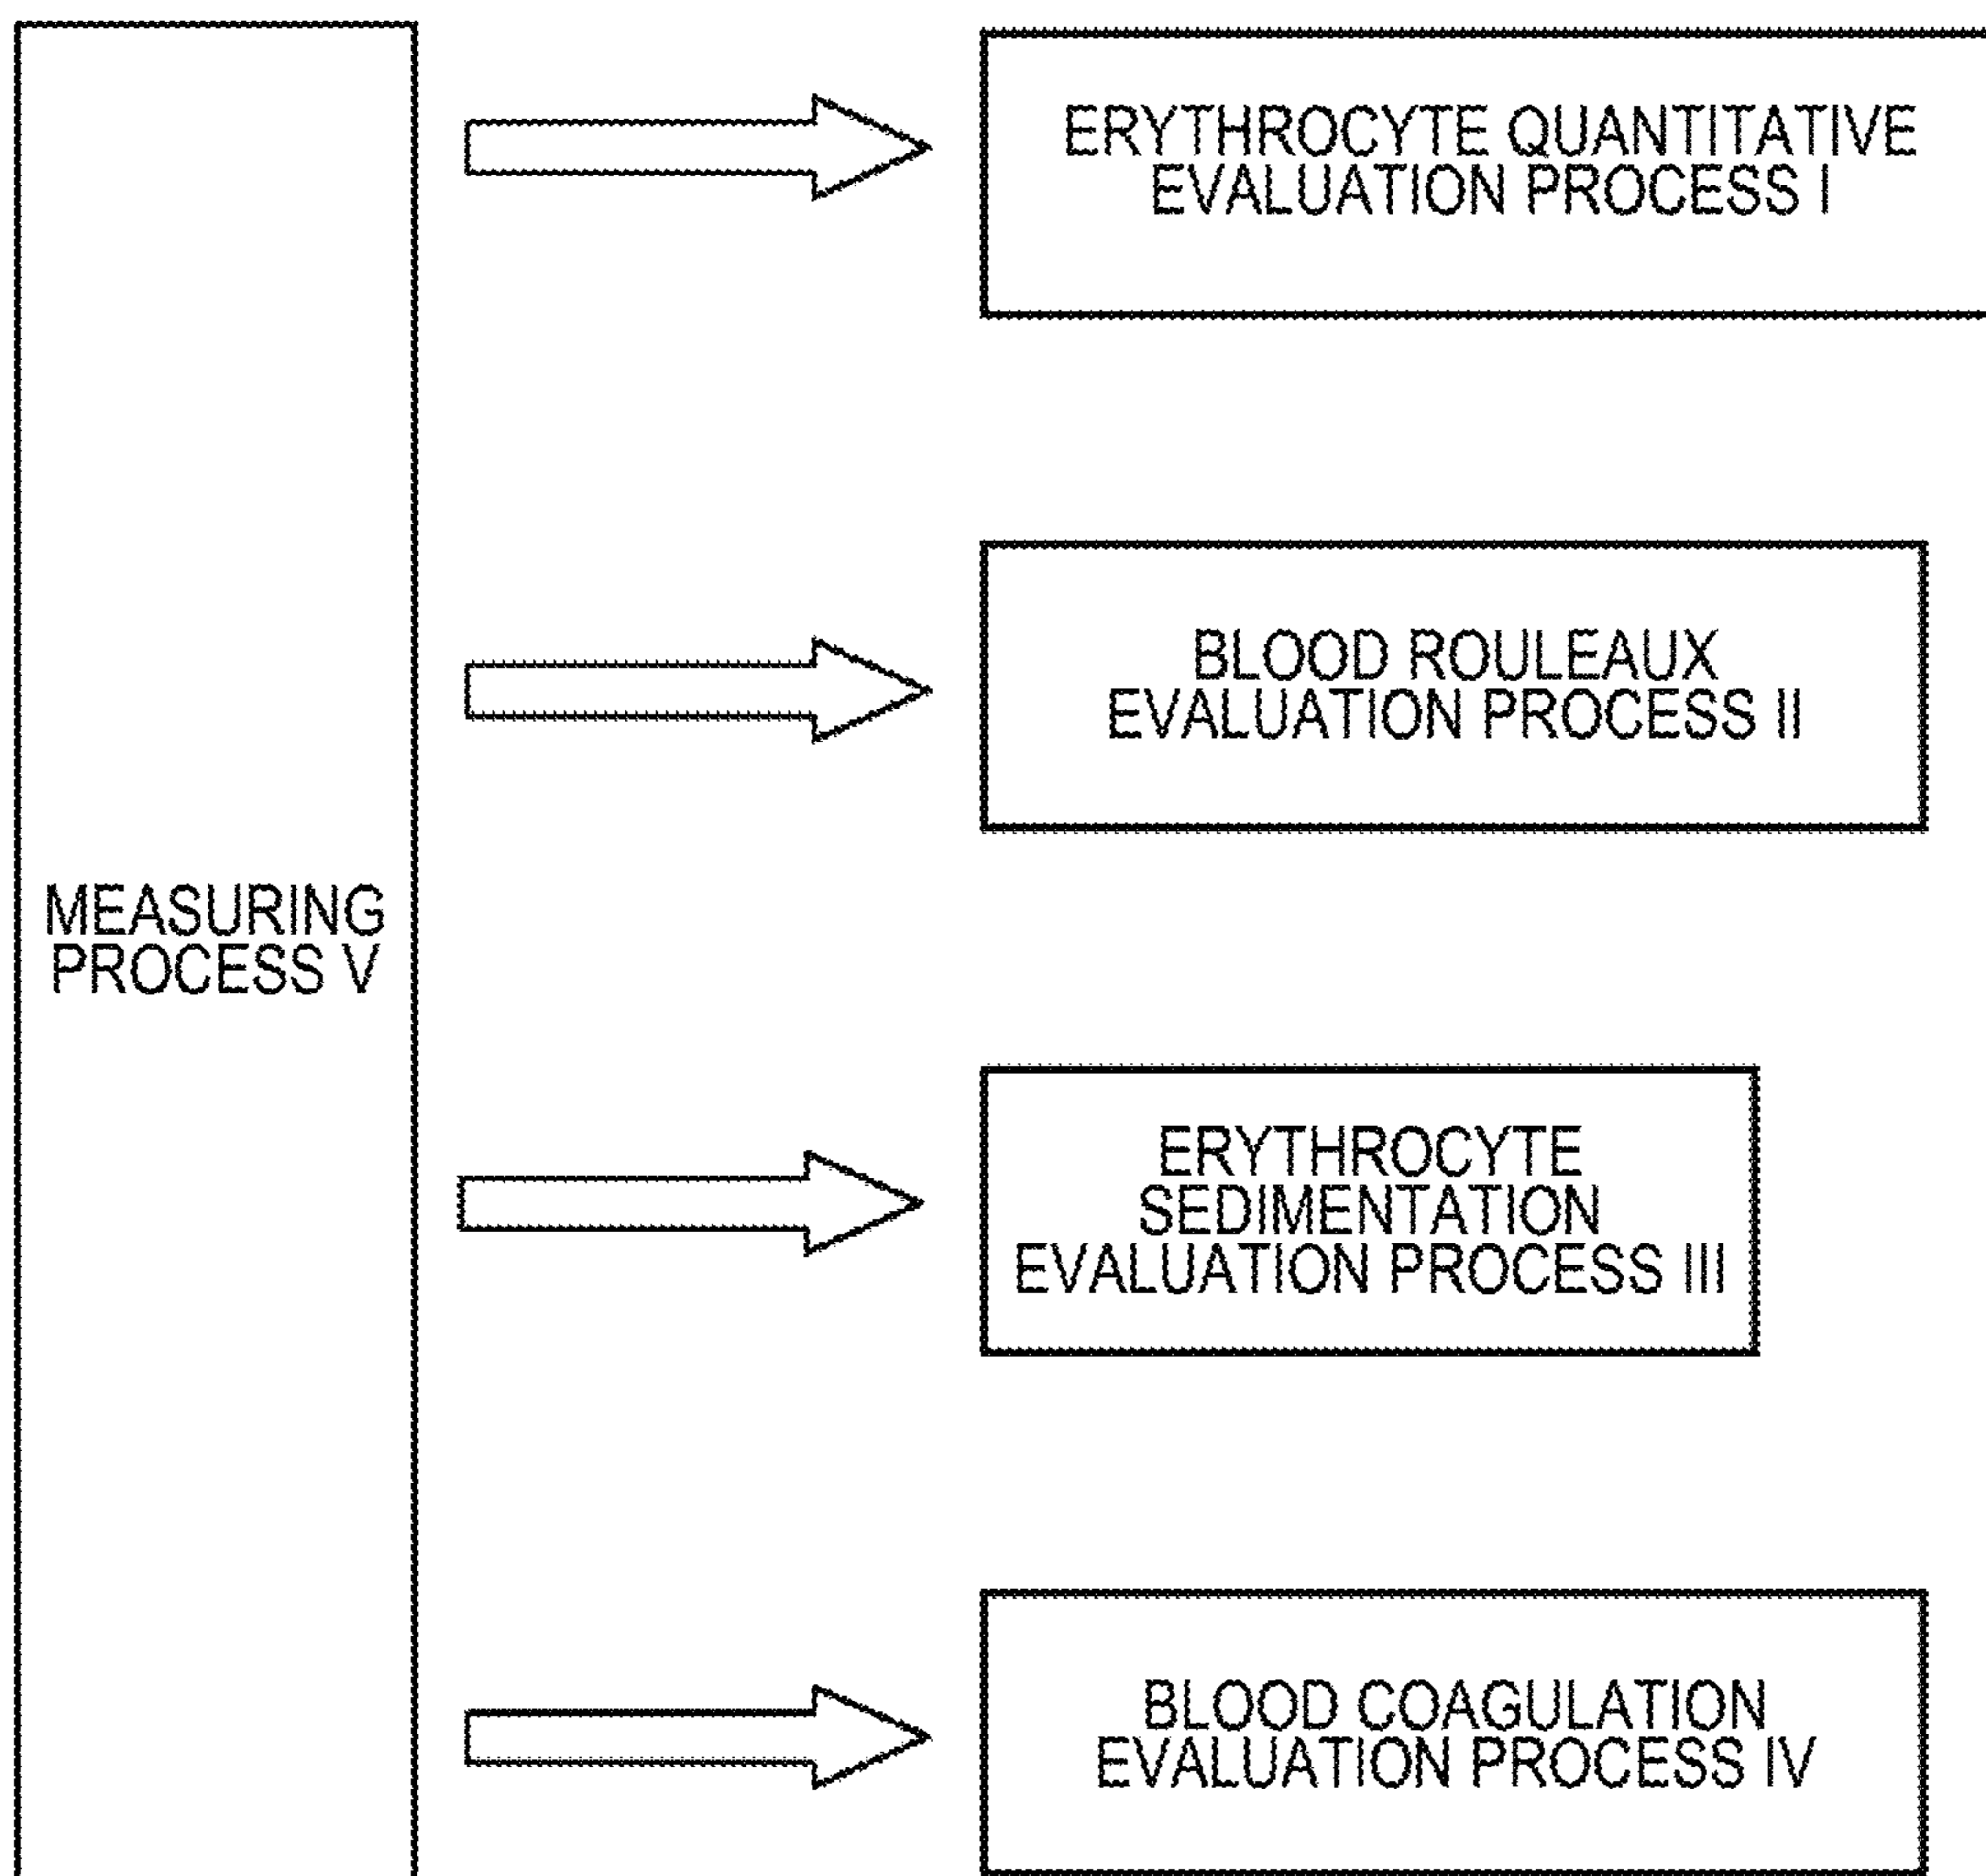 ERYTHROCYTE QUANTITATIVE
EVALUATION PROCESS I
BLOOD ROULEAUX
EVALUATION PROCESS II
MEASURING
PROCESS V
ERYTHROCYTE
SEDIMENTATION
EVALUATION PROCESS III
BLOOD COAGULATION
EVALUATION PROCESS IV